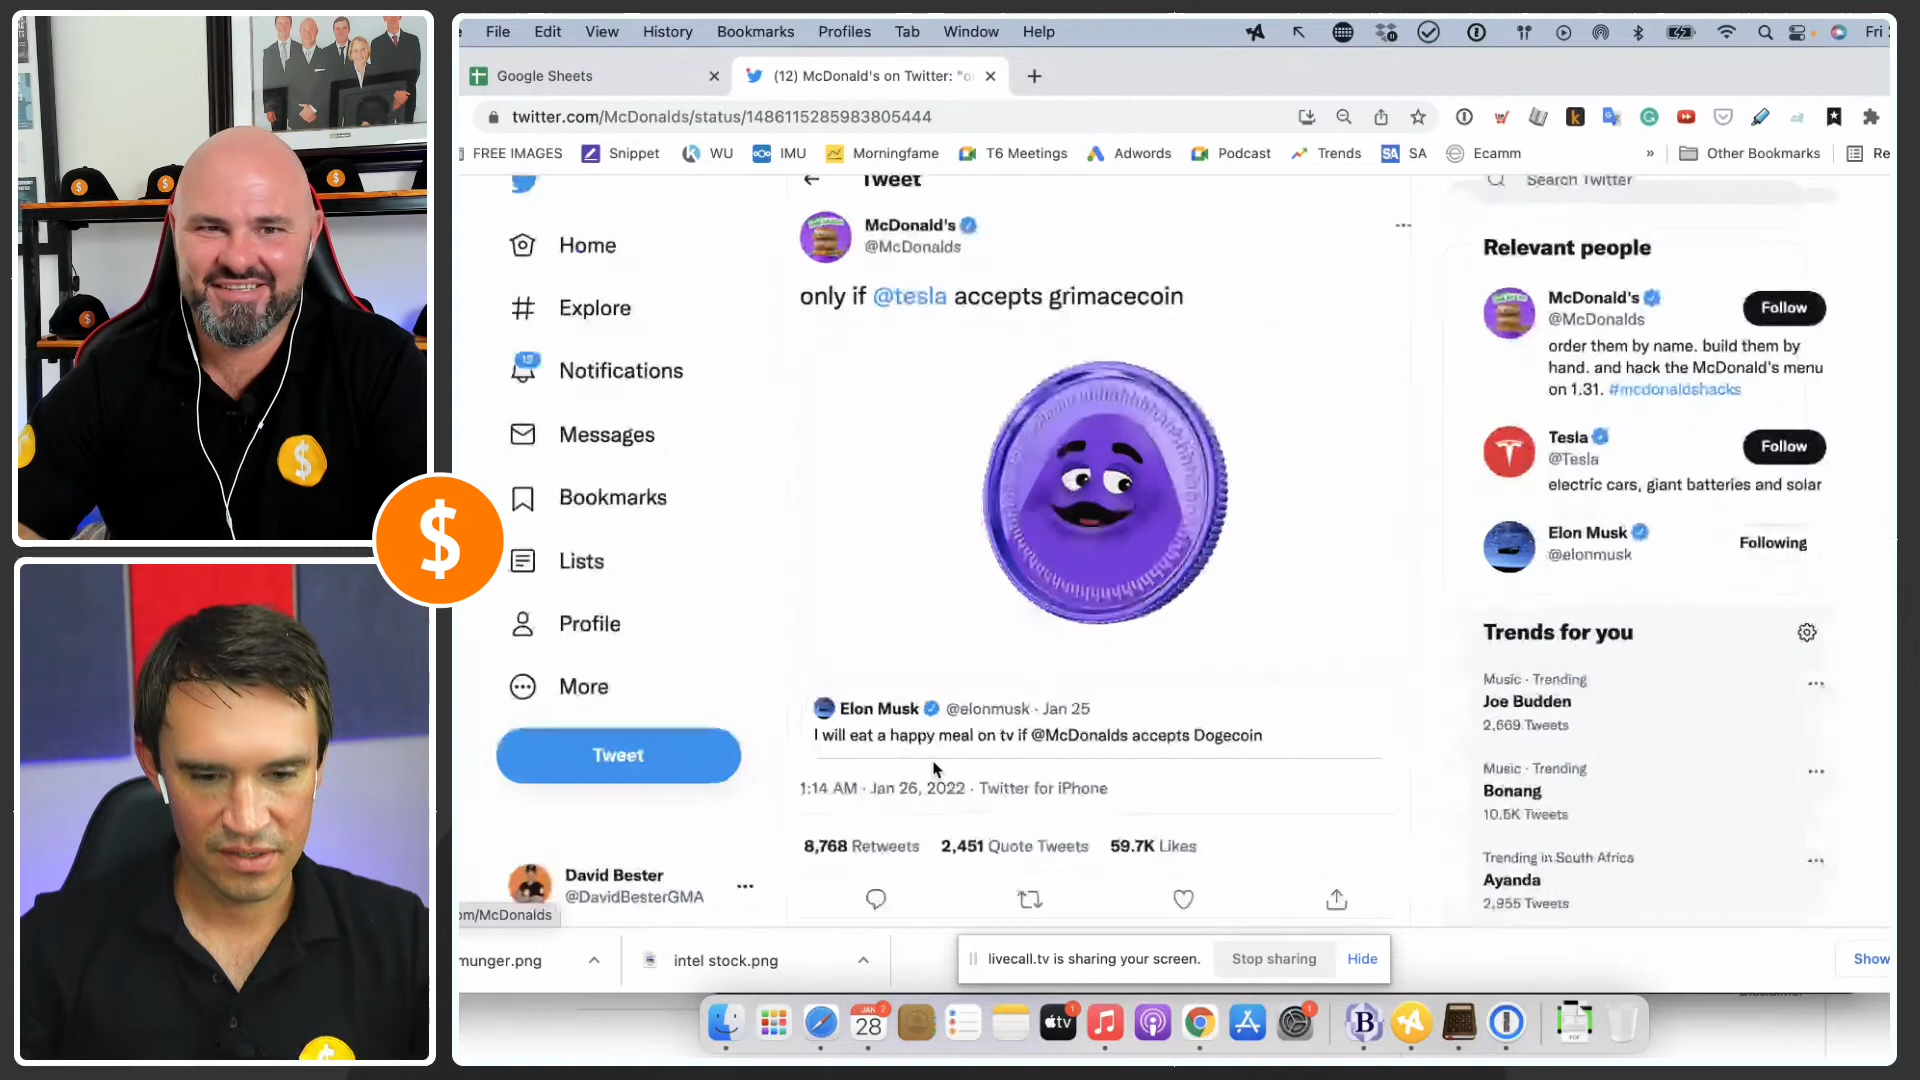 File Edit View History Bookmarks Profiles Tab Window Help Fri
Google Sheets
(12) McDonald's on Twitter: "o
twitter.com/McDonalds/status/1486115285983805444
FREE IMAGES Snippet WU IMU Morningfame T6 Meetings Adwords Podcast Trends SA SA Ecamm » Other Bookmarks Re
Home
Explore
Notifications
Messages
Bookmarks
Lists
Profile
More
Tweet
David Bester
@DavidBesterGMA
om/McDonalds
Tweet
McDonald's
@McDonalds
only if @tesla accepts grimacecoin
Elon Musk @elonmusk · Jan 25
I will eat a happy meal on tv if @McDonalds accepts Dogecoin
1:14 AM · Jan 26, 2022 · Twitter for iPhone
8,768 Retweets 2,451 Quote Tweets 59.7K Likes
Search Twitter
Relevant people
McDonald's
@McDonalds
Follow
order them by name. build them by
hand. and hack the McDonald's menu
on 1.31. #mcdonaldshacks
Tesla
@Tesla
Follow
electric cars, giant batteries and solar
Elon Musk
@elonmusk
Following
Trends for you
Music · Trending
Joe Budden
2,669 Tweets
Music · Trending
Bonang
10.5K Tweets
Trending in South Africa
Ayanda
2,955 Tweets
munger.png
intel stock.png
livecall.tv is sharing your screen. Stop sharing Hide
Show
JAN
28
tv
$
$